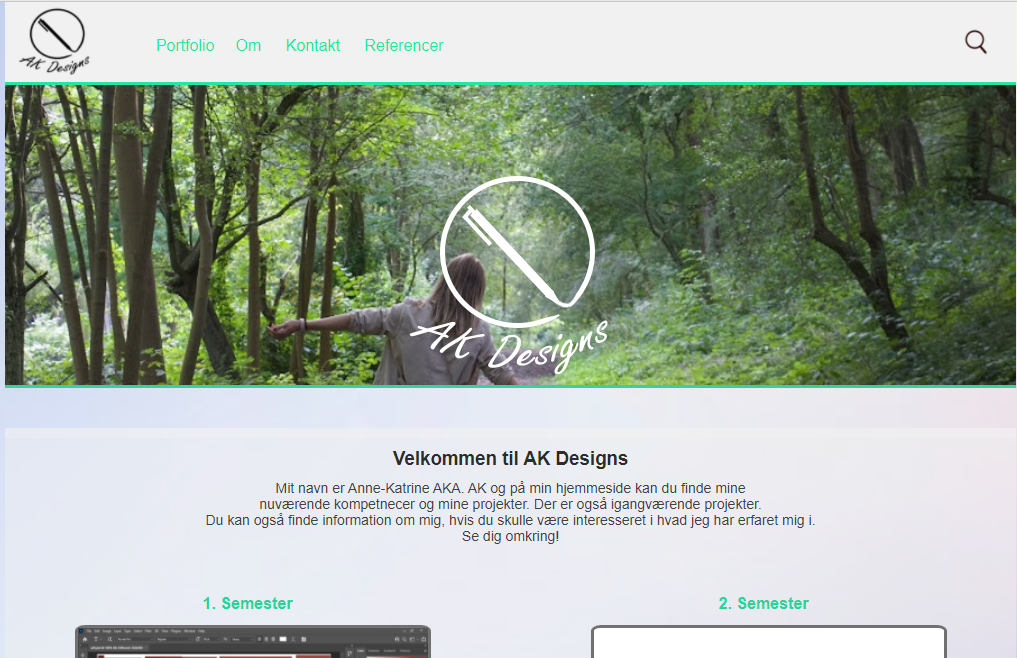 AK Designs
Portfolio Om Kontakt Referencer
AK Designs
Velkommen til AK Designs
Mit navn er Anne-Katrine AKA. AK og på min hjemmeside kan du finde mine
nuværende kompetnecer og mine projekter. Der er også igangværende projekter.
Du kan også finde information om mig, hvis du skulle være interesseret i hvad jeg har erfaret mig i.
Se dig omkring!
1. Semester
2. Semester